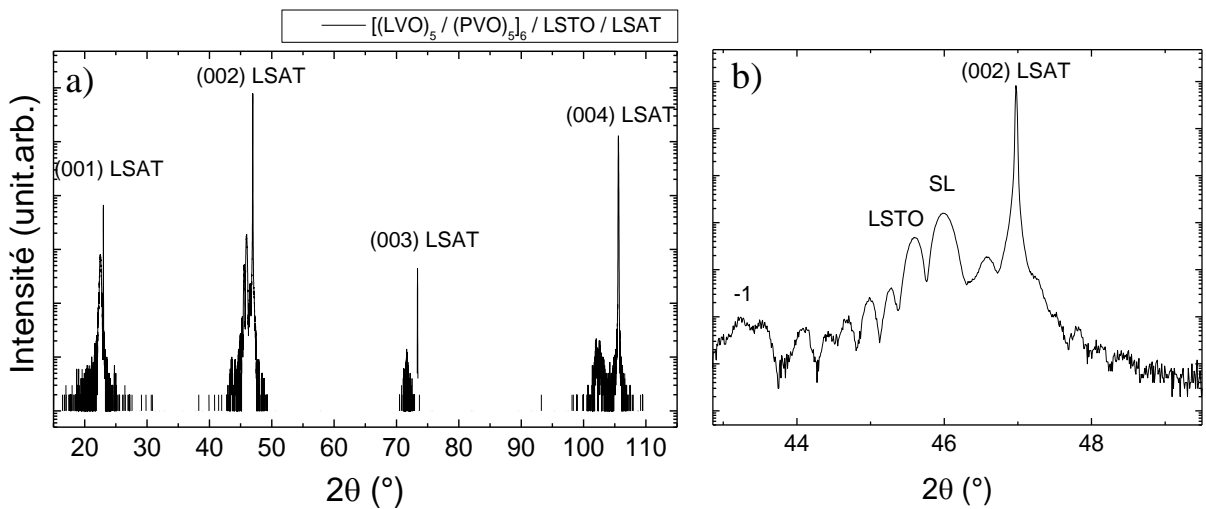 [(LVO)₅ / (PVO)₅]₆ / LSTO / LSAT
a)
(002) LSAT
(004) LSAT
(001) LSAT
(003) LSAT
Intensité (unit.arb.)
20 30 40 50 60 70 80 90 100 110
2θ (°)
b)
(002) LSAT
SL
LSTO
-1
44 46 48
2θ (°)